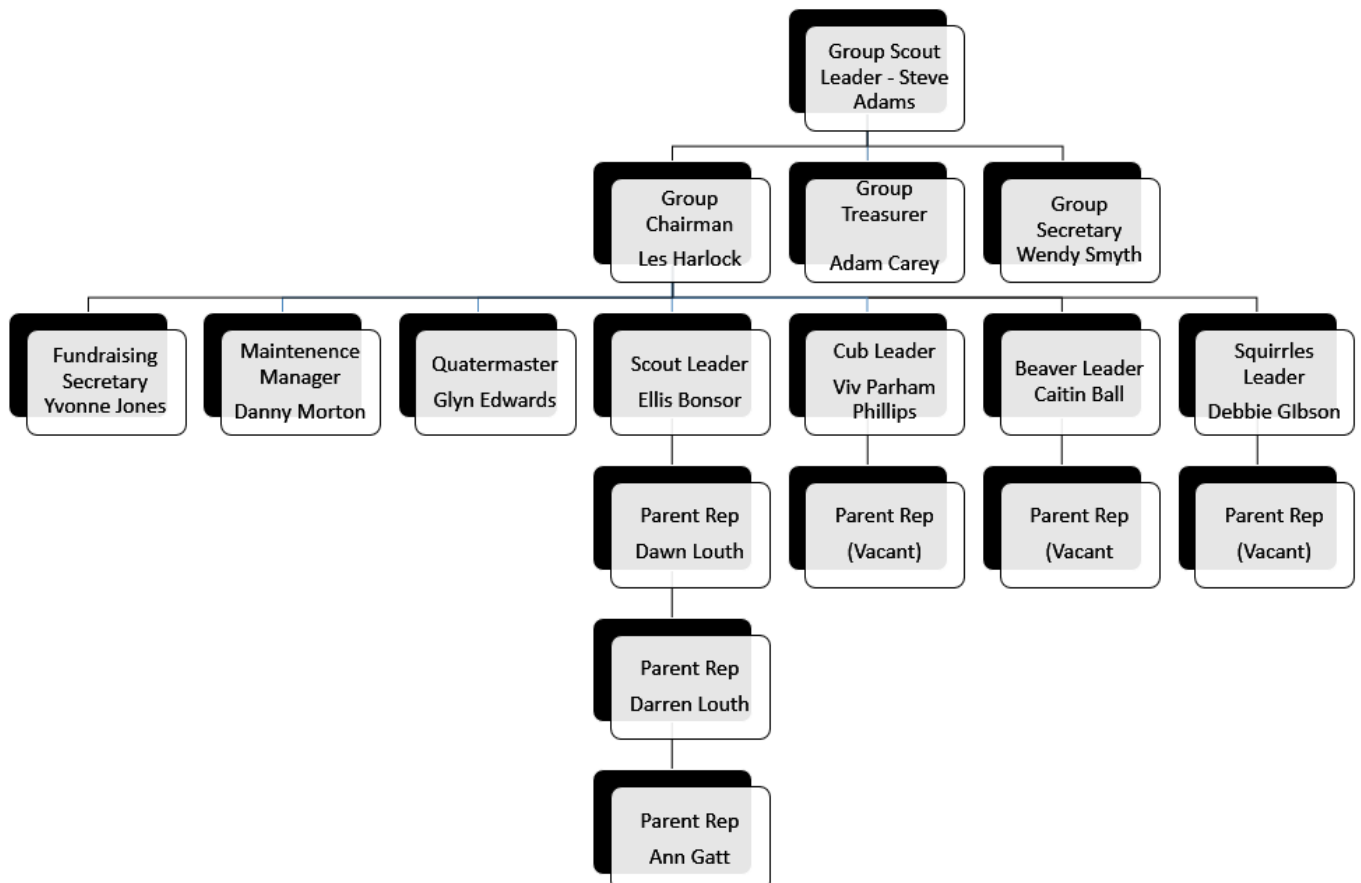 Group Scout
Leader - Steve
Adams
Group
Chairman
Les Harlock
Group
Treasurer
Adam Carey
Group
Secretary
Wendy Smyth
Fundraising
Secretary
Yvonne Jones
Maintenence
Manager
Danny Morton
Quatermaster
Glyn Edwards
Scout Leader
Ellis Bonsor
Cub Leader
Viv Parham
Phillips
Beaver Leader
Caitin Ball
Squirrles
Leader
Debbie GIbson
Parent Rep
Dawn Louth
Parent Rep
(Vacant)
Parent Rep
(Vacant
Parent Rep
(Vacant)
Parent Rep
Darren Louth
Parent Rep
Ann Gatt